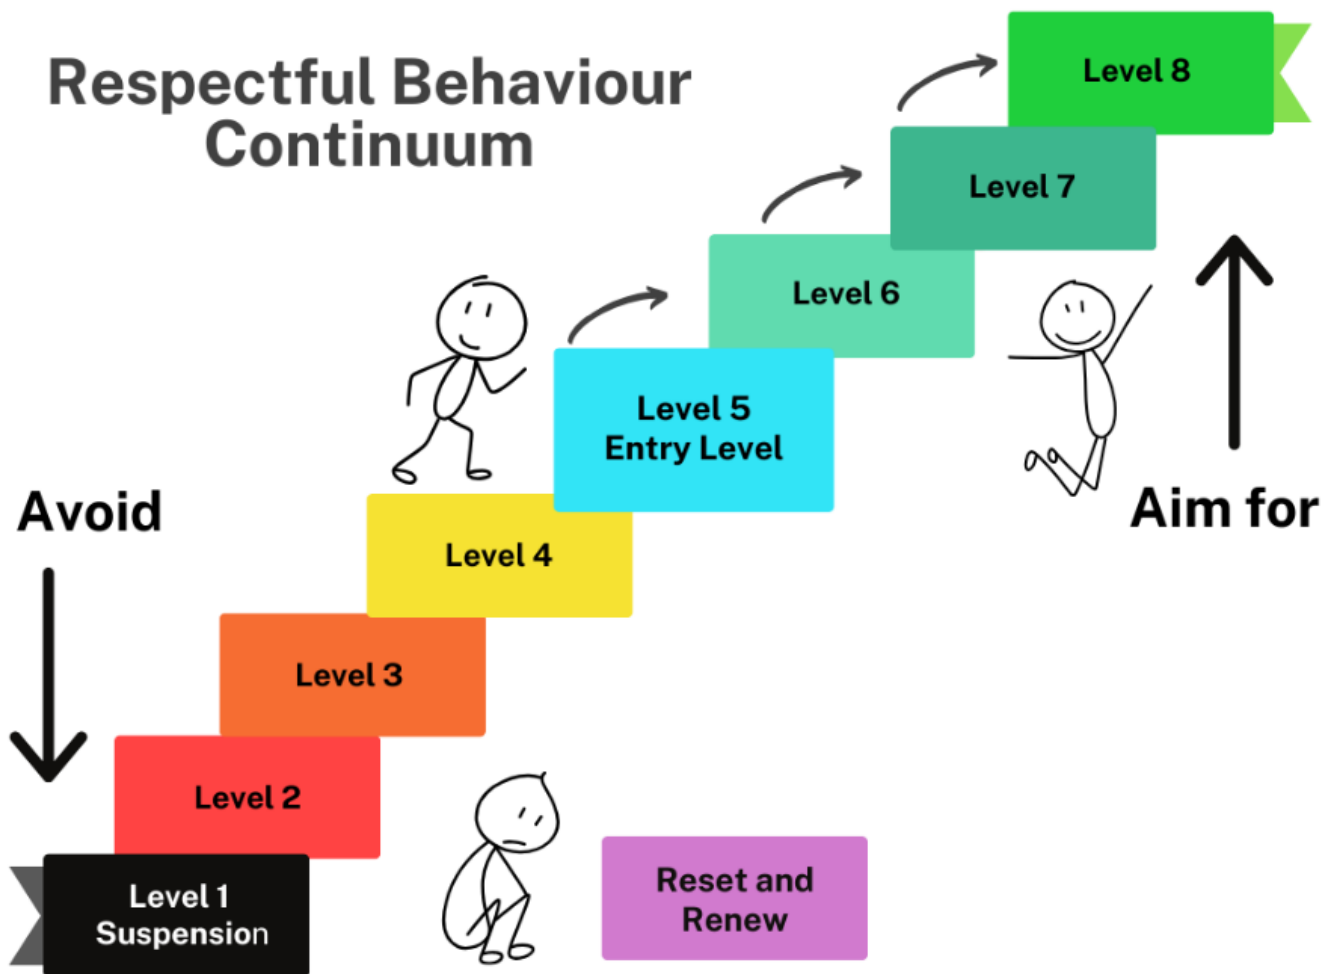 Respectful Behaviour
Continuum
Level 8
Level 7
Level 6
Level 5
Entry Level
Avoid
Aim for
Level 4
Level 3
Level 2
Level 1
Suspension
Reset and
Renew